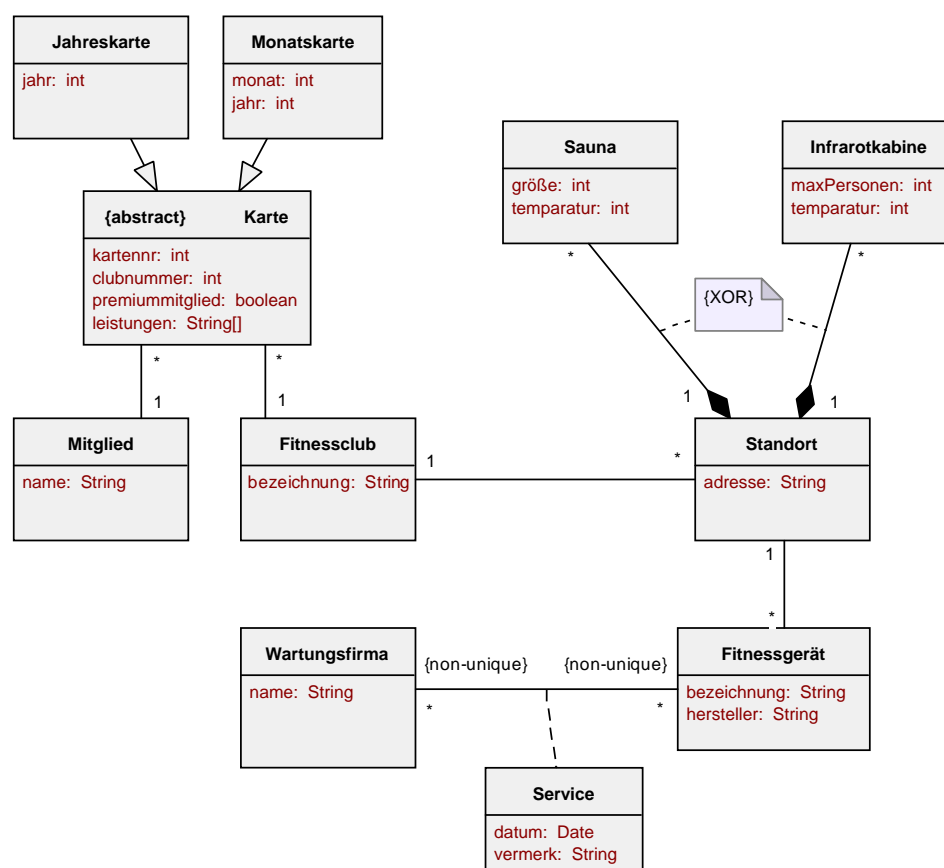 Jahreskarte
jahr: int
Monatskarte
monat: int
jahr: int
Sauna
größe: int
temparatur: int
Infrarotkabine
maxPersonen: int
temparatur: int
{abstract} Karte
kartennr: int
clubnummer: int
premiummitglied: boolean
leistungen: String[]
* *
{XOR}
* *
1 1
1 1
Mitglied
name: String
Fitnessclub
bezeichnung: String
1 *
Standort
adresse: String
1
*
Wartungsfirma
name: String
{non-unique} {non-unique}
* *
Fitnessgerät
bezeichnung: String
hersteller: String
Service
datum: Date
vermerk: String